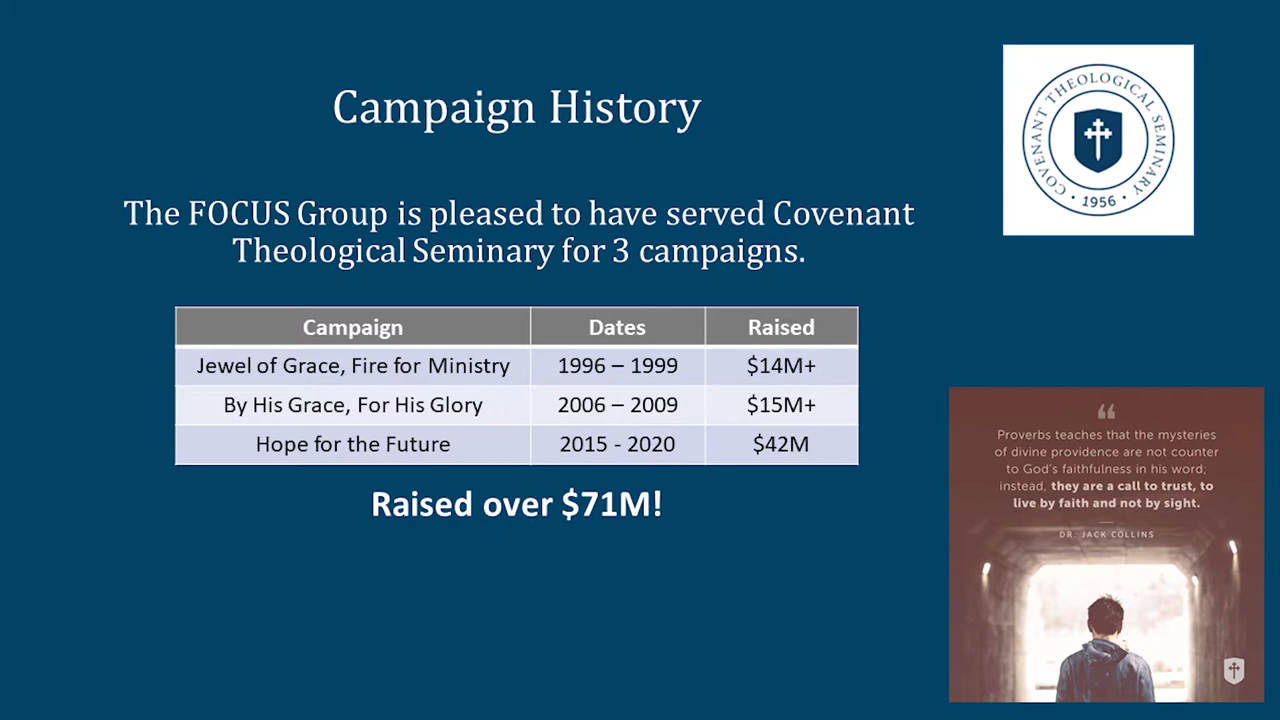 Campaign History
The FOCUS Group is pleased to have served Covenant
Theological Seminary for 3 campaigns.
Campaign Dates Raised
Jewel of Grace, Fire for Ministry 1996 – 1999 $14M+
By His Grace, For His Glory 2006 – 2009 $15M+
Hope for the Future 2015 - 2020 $42M
Raised over $71M!
COVENANT THEOLOGICAL SEMINARY
• 1956 •
“
Proverbs teaches that the mysteries
of divine providence are not counter
to God's faithfulness in his word;
instead, they are a call to trust, to
live by faith and not by sight.
DR. JACK COLLINS